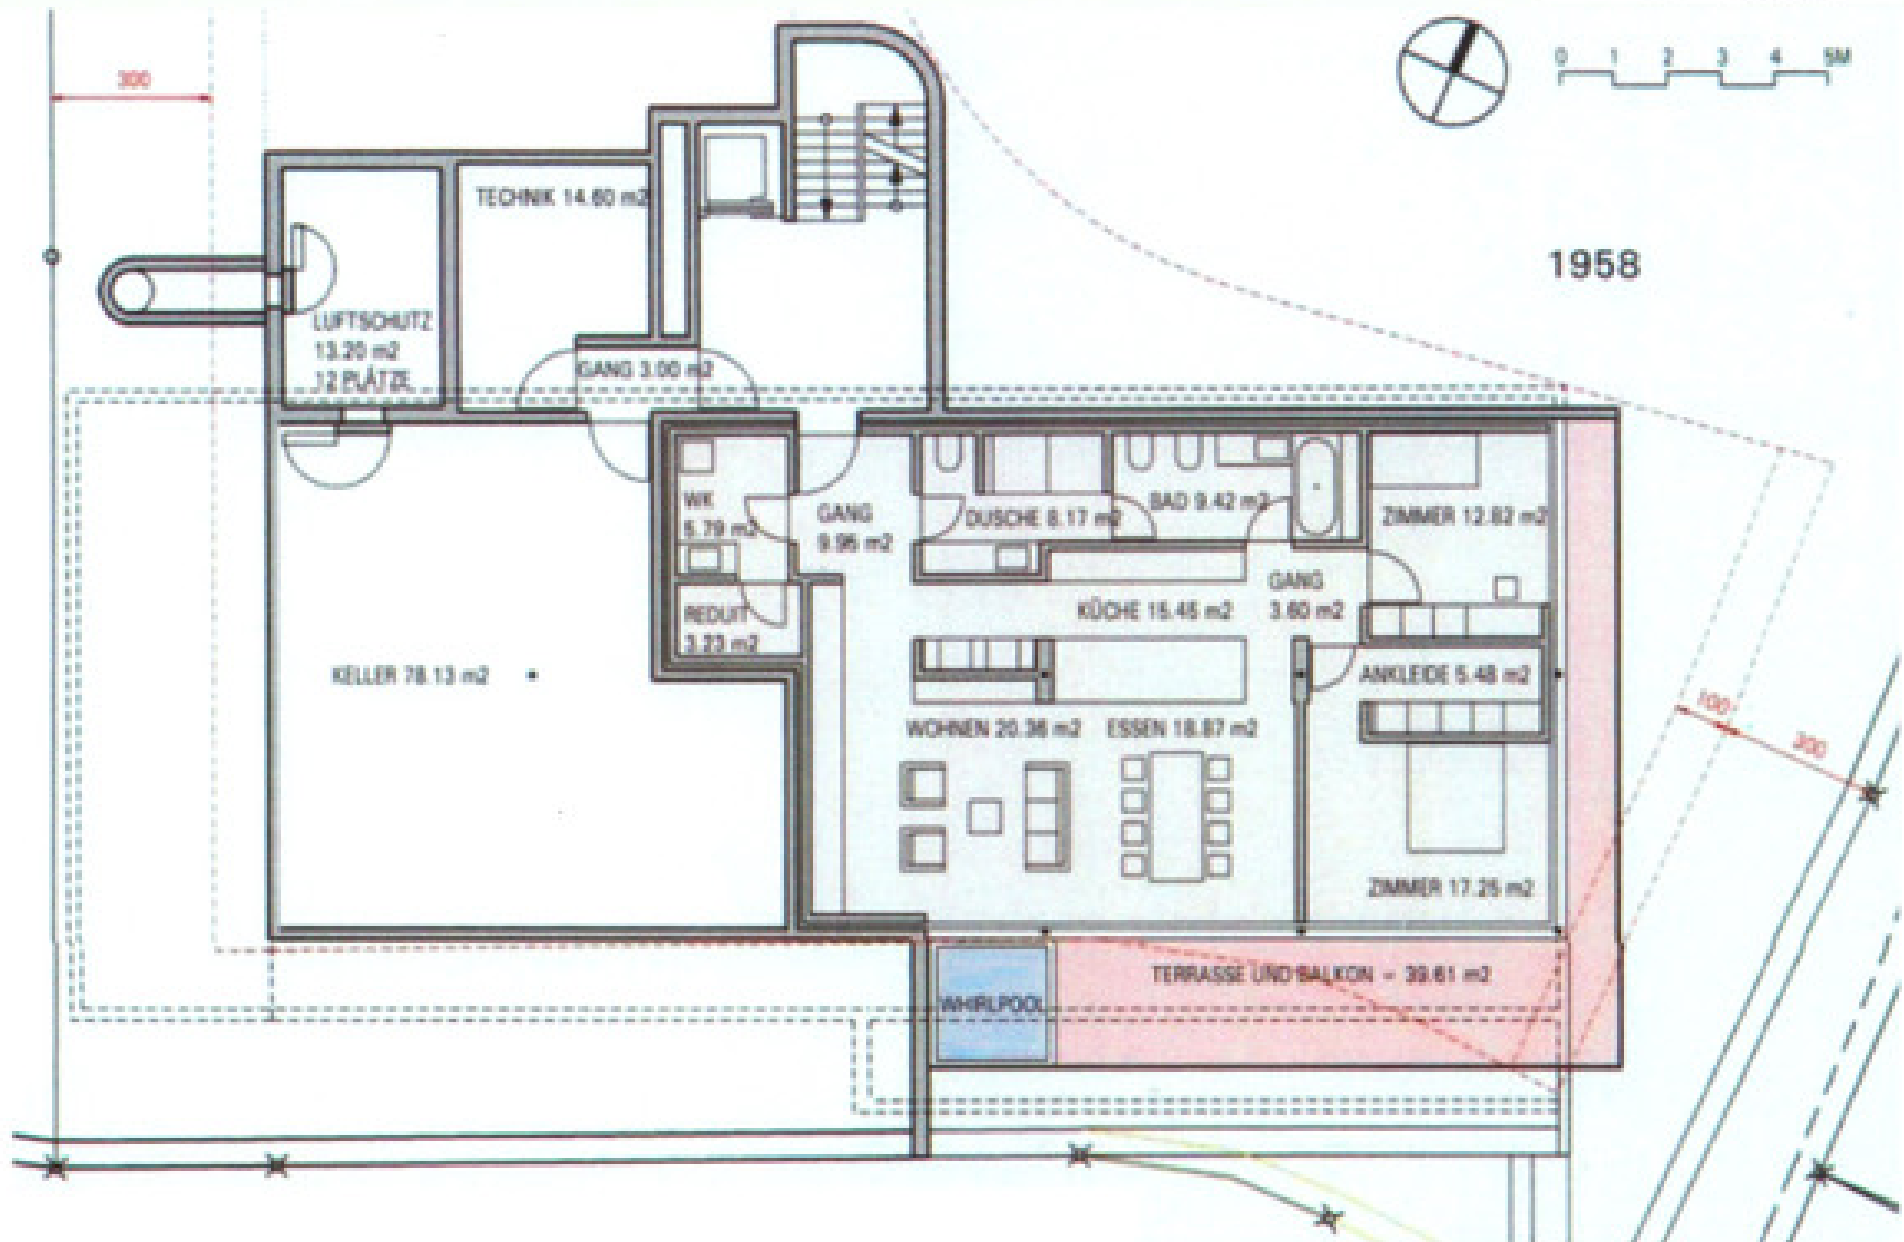 300
0 1 2 3 4 5M
TECHNIK 14.60 m2
1958
LUFTSCHUTZ
13.20 m2
12 PLÄTZE
GANG 3.00 m2
WK
5.79 m2
GANG
9.95 m2
DUSCHE 8.17 m2
BAD 9.42 m2
ZIMMER 12.82 m2
REDUIT
3.23 m2
KÜCHE 15.45 m2
GANG
3.60 m2
KELLER 78.13 m2
ANKLEIDE 5.48 m2
WOHNEN 20.36 m2
ESSEN 18.87 m2
100
300
ZIMMER 17.25 m2
TERRASSE UND BALKON = 39.61 m2
WHIRLPOOL